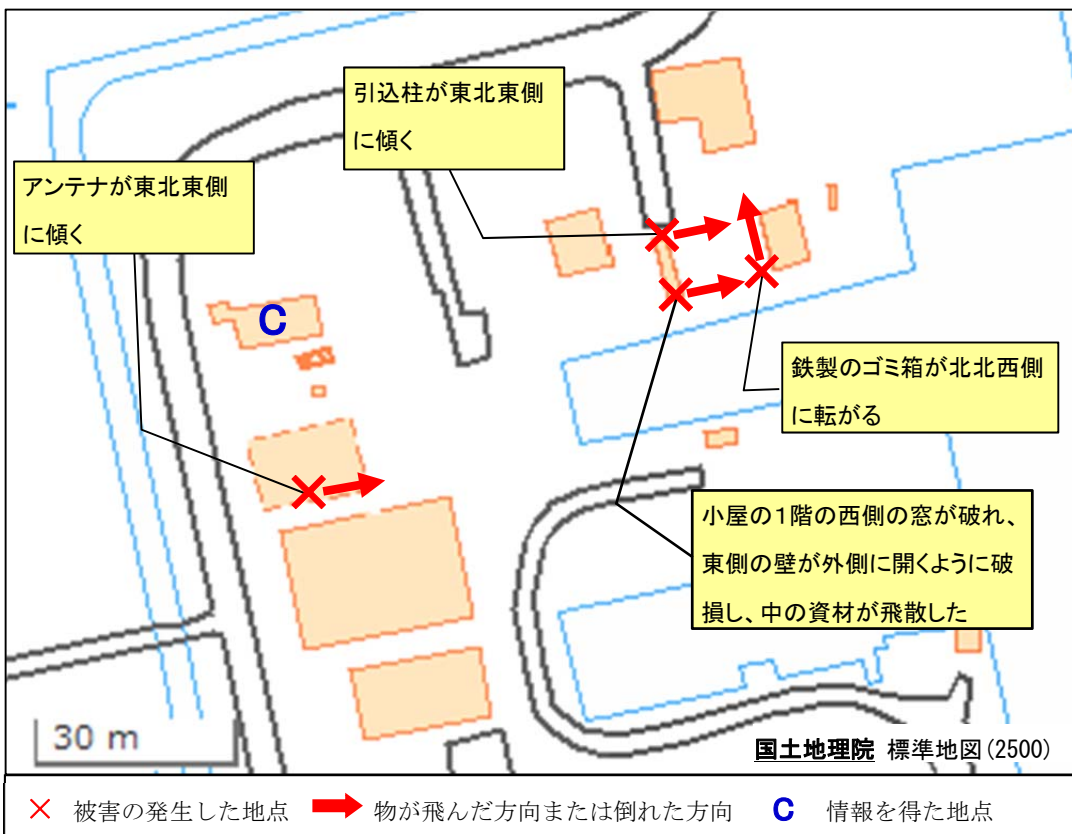 引込柱が東北東側
に傾く
アンテナが東北東側
に傾く
C
鉄製のゴミ箱が北北西側
に転がる
小屋の1階の西側の窓が破れ、
東側の壁が外側に開くように破
損し、中の資材が飛散した
30 m
国土地理院 標準地図(2500)
× 被害の発生した地点 物が飛んだ方向または倒れた方向 C 情報を得た地点